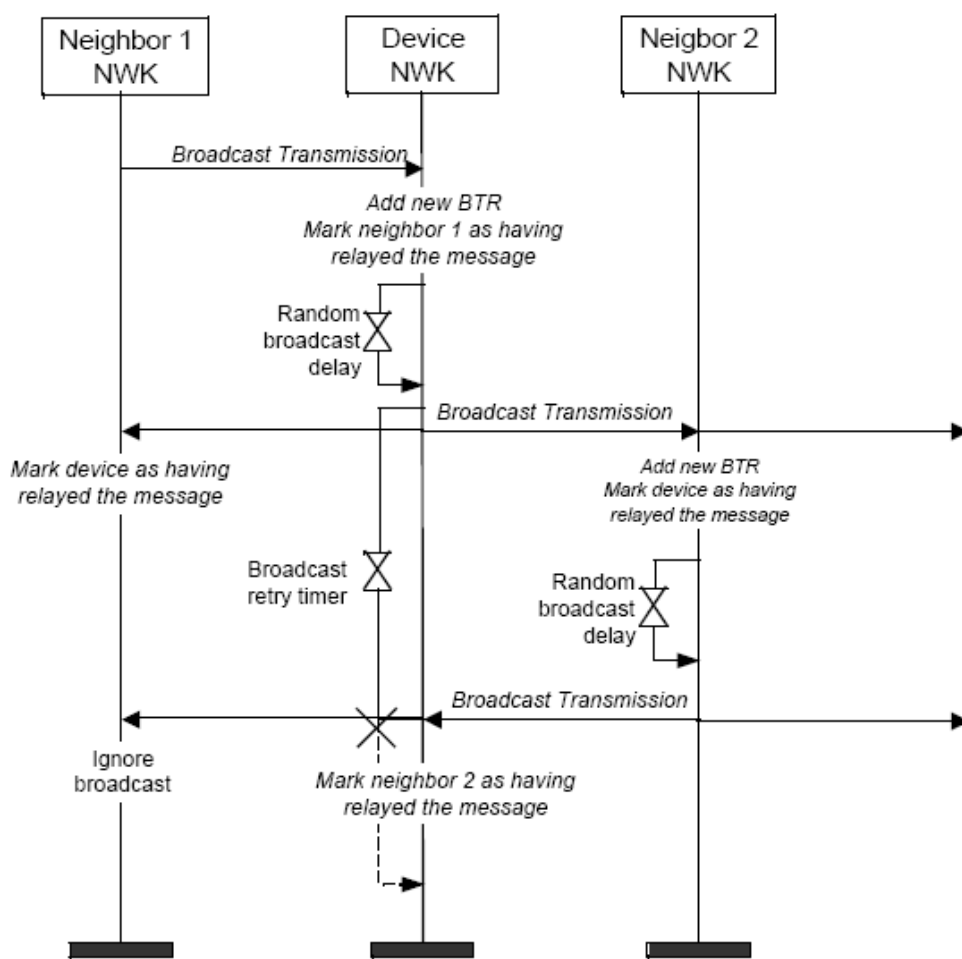 Neighbor 1
NWK
Device
NWK
Neigbor 2
NWK
Broadcast Transmission
Add new BTR
Mark neighbor 1 as having
relayed the message
Random
broadcast
delay
Broadcast Transmission
Mark device as having
relayed the message
Add new BTR
Mark device as having
relayed the message
Broadcast
retry timer
Random
broadcast
delay
Broadcast Transmission
Ignore
broadcast
Mark neighbor 2 as having
relayed the message